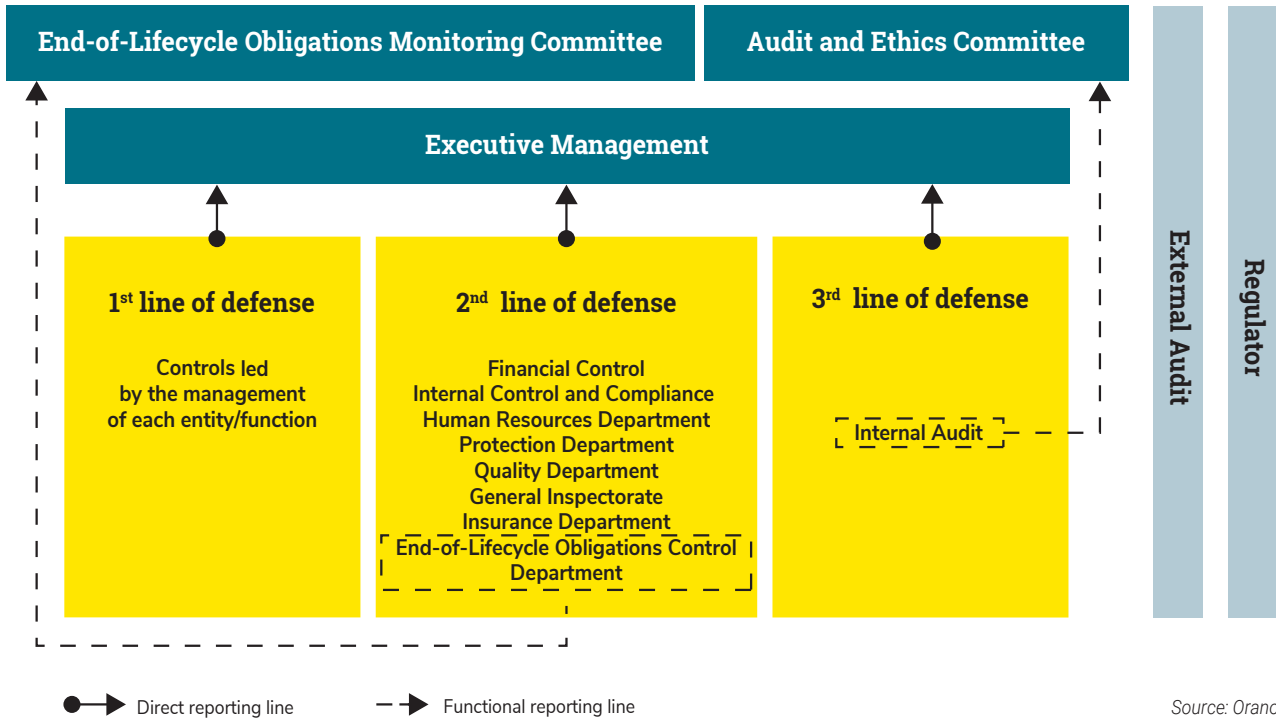 End-of-Lifecycle Obligations Monitoring Committee
Audit and Ethics Committee
Executive Management
1st line of defense
Controls led
by the management
of each entity/function
2nd line of defense
Financial Control
Internal Control and Compliance
Human Resources Department
Protection Department
Quality Department
General Inspectorate
Insurance Department
End-of-Lifecycle Obligations Control
Department
3rd line of defense
Internal Audit
External Audit
Regulator
Direct reporting line
Functional reporting line
Source: Orano